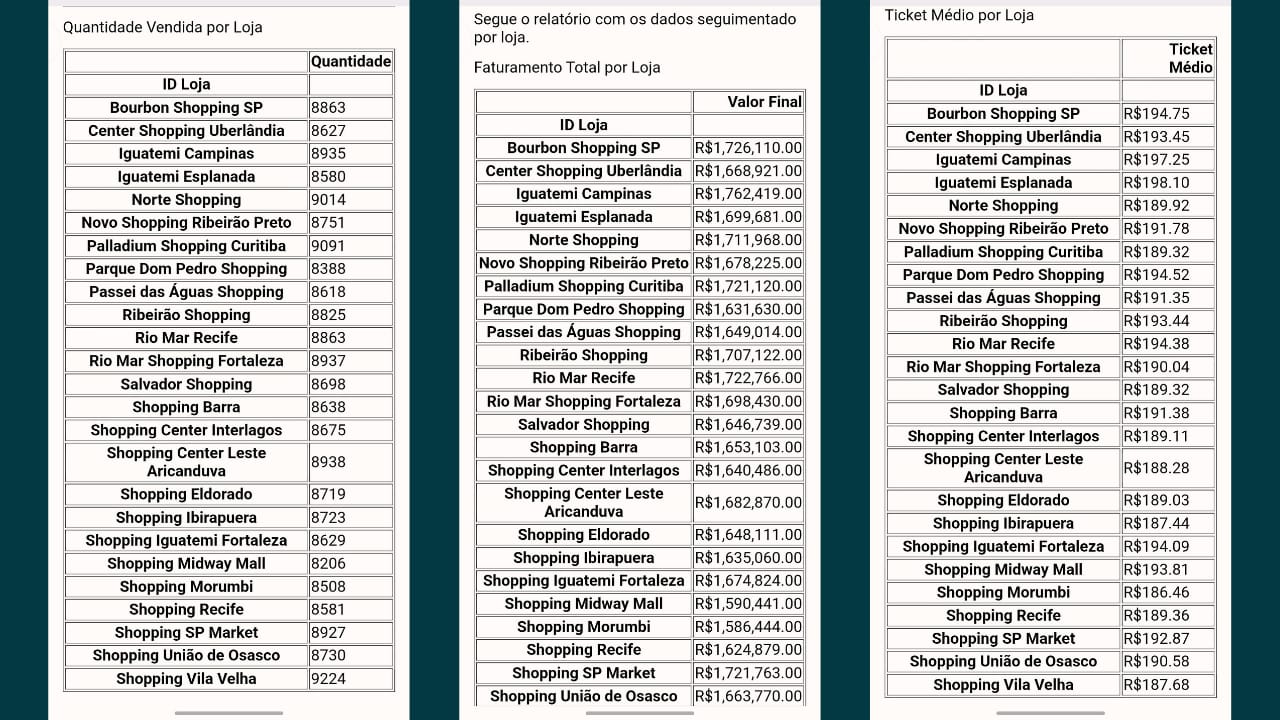 Quantidade Vendida por Loja
Quantidade
ID Loja
Bourbon Shopping SP 8863
Center Shopping Uberlândia 8627
Iguatemi Campinas 8935
Iguatemi Esplanada 8580
Norte Shopping 9014
Novo Shopping Ribeirão Preto 8751
Palladium Shopping Curitiba 9091
Parque Dom Pedro Shopping 8388
Passei das Águas Shopping 8618
Ribeirão Shopping 8825
Rio Mar Recife 8863
Rio Mar Shopping Fortaleza 8937
Salvador Shopping 8698
Shopping Barra 8638
Shopping Center Interlagos 8675
Shopping Center Leste
Aricanduva 8938
Shopping Eldorado 8719
Shopping Ibirapuera 8723
Shopping Iguatemi Fortaleza 8629
Shopping Midway Mall 8206
Shopping Morumbi 8508
Shopping Recife 8581
Shopping SP Market 8927
Shopping União de Osasco 8730
Shopping Vila Velha 9224
Segue o relatório com os dados seguimentado
por loja.
Faturamento Total por Loja
Valor Final
ID Loja
Bourbon Shopping SP R$1,726,110.00
Center Shopping Uberlândia R$1,668,921.00
Iguatemi Campinas R$1,762,419.00
Iguatemi Esplanada R$1,699,681.00
Norte Shopping R$1,711,968.00
Novo Shopping Ribeirão Preto R$1,678,225.00
Palladium Shopping Curitiba R$1,721,120.00
Parque Dom Pedro Shopping R$1,631,630.00
Passei das Águas Shopping R$1,649,014.00
Ribeirão Shopping R$1,707,122.00
Rio Mar Recife R$1,722,766.00
Rio Mar Shopping Fortaleza R$1,698,430.00
Salvador Shopping R$1,646,739.00
Shopping Barra R$1,653,103.00
Shopping Center Interlagos R$1,640,486.00
Shopping Center Leste
Aricanduva R$1,682,870.00
Shopping Eldorado R$1,648,111.00
Shopping Ibirapuera R$1,635,060.00
Shopping Iguatemi Fortaleza R$1,674,824.00
Shopping Midway Mall R$1,590,441.00
Shopping Morumbi R$1,586,444.00
Shopping Recife R$1,624,879.00
Shopping SP Market R$1,721,763.00
Shopping União de Osasco R$1,663,770.00
Ticket Médio por Loja
Ticket
Médio
ID Loja
Bourbon Shopping SP R$194.75
Center Shopping Uberlândia R$193.45
Iguatemi Campinas R$197.25
Iguatemi Esplanada R$198.10
Norte Shopping R$189.92
Novo Shopping Ribeirão Preto R$191.78
Palladium Shopping Curitiba R$189.32
Parque Dom Pedro Shopping R$194.52
Passei das Águas Shopping R$191.35
Ribeirão Shopping R$193.44
Rio Mar Recife R$194.38
Rio Mar Shopping Fortaleza R$190.04
Salvador Shopping R$189.32
Shopping Barra R$191.38
Shopping Center Interlagos R$189.11
Shopping Center Leste
Aricanduva R$188.28
Shopping Eldorado R$189.03
Shopping Ibirapuera R$187.44
Shopping Iguatemi Fortaleza R$194.09
Shopping Midway Mall R$193.81
Shopping Morumbi R$186.46
Shopping Recife R$189.36
Shopping SP Market R$192.87
Shopping União de Osasco R$190.58
Shopping Vila Velha R$187.68